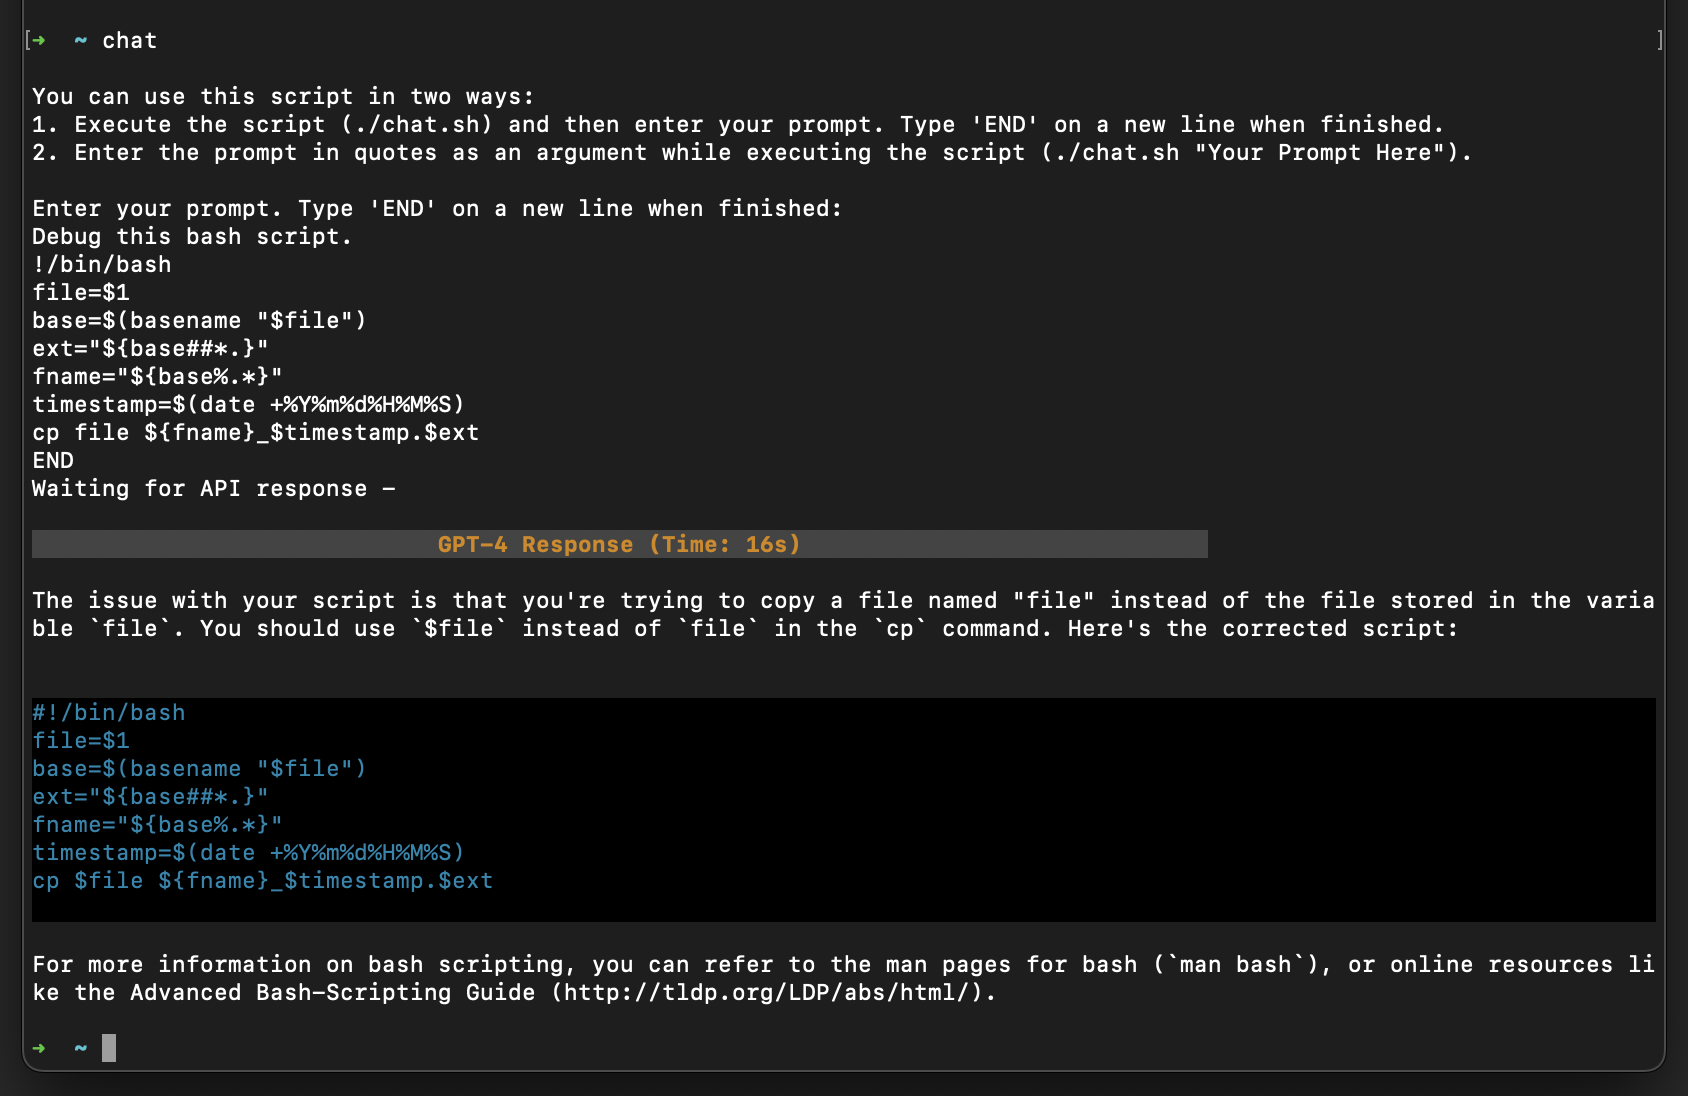 [➜  ~ chat ]
You can use this script in two ways:
1. Execute the script (./chat.sh) and then enter your prompt. Type 'END' on a new line when finished.
2. Enter the prompt in quotes as an argument while executing the script (./chat.sh "Your Prompt Here").
Enter your prompt. Type 'END' on a new line when finished:
Debug this bash script.
!/bin/bash
file=$1
base=$(basename "$file")
ext="${base##*.}"
fname="${base%.*}"
timestamp=$(date +%Y%m%d%H%M%S)
cp file ${fname}_$timestamp.$ext
END
Waiting for API response –
GPT-4 Response (Time: 16s)
The issue with your script is that you're trying to copy a file named "file" instead of the file stored in the varia
ble `file`. You should use `$file` instead of `file` in the `cp` command. Here's the corrected script:
#!/bin/bash
file=$1
base=$(basename "$file")
ext="${base##*.}"
fname="${base%.*}"
timestamp=$(date +%Y%m%d%H%M%S)
cp $file ${fname}_$timestamp.$ext
For more information on bash scripting, you can refer to the man pages for bash (`man bash`), or online resources li
ke the Advanced Bash-Scripting Guide (http://tldp.org/LDP/abs/html/).
➜  ~